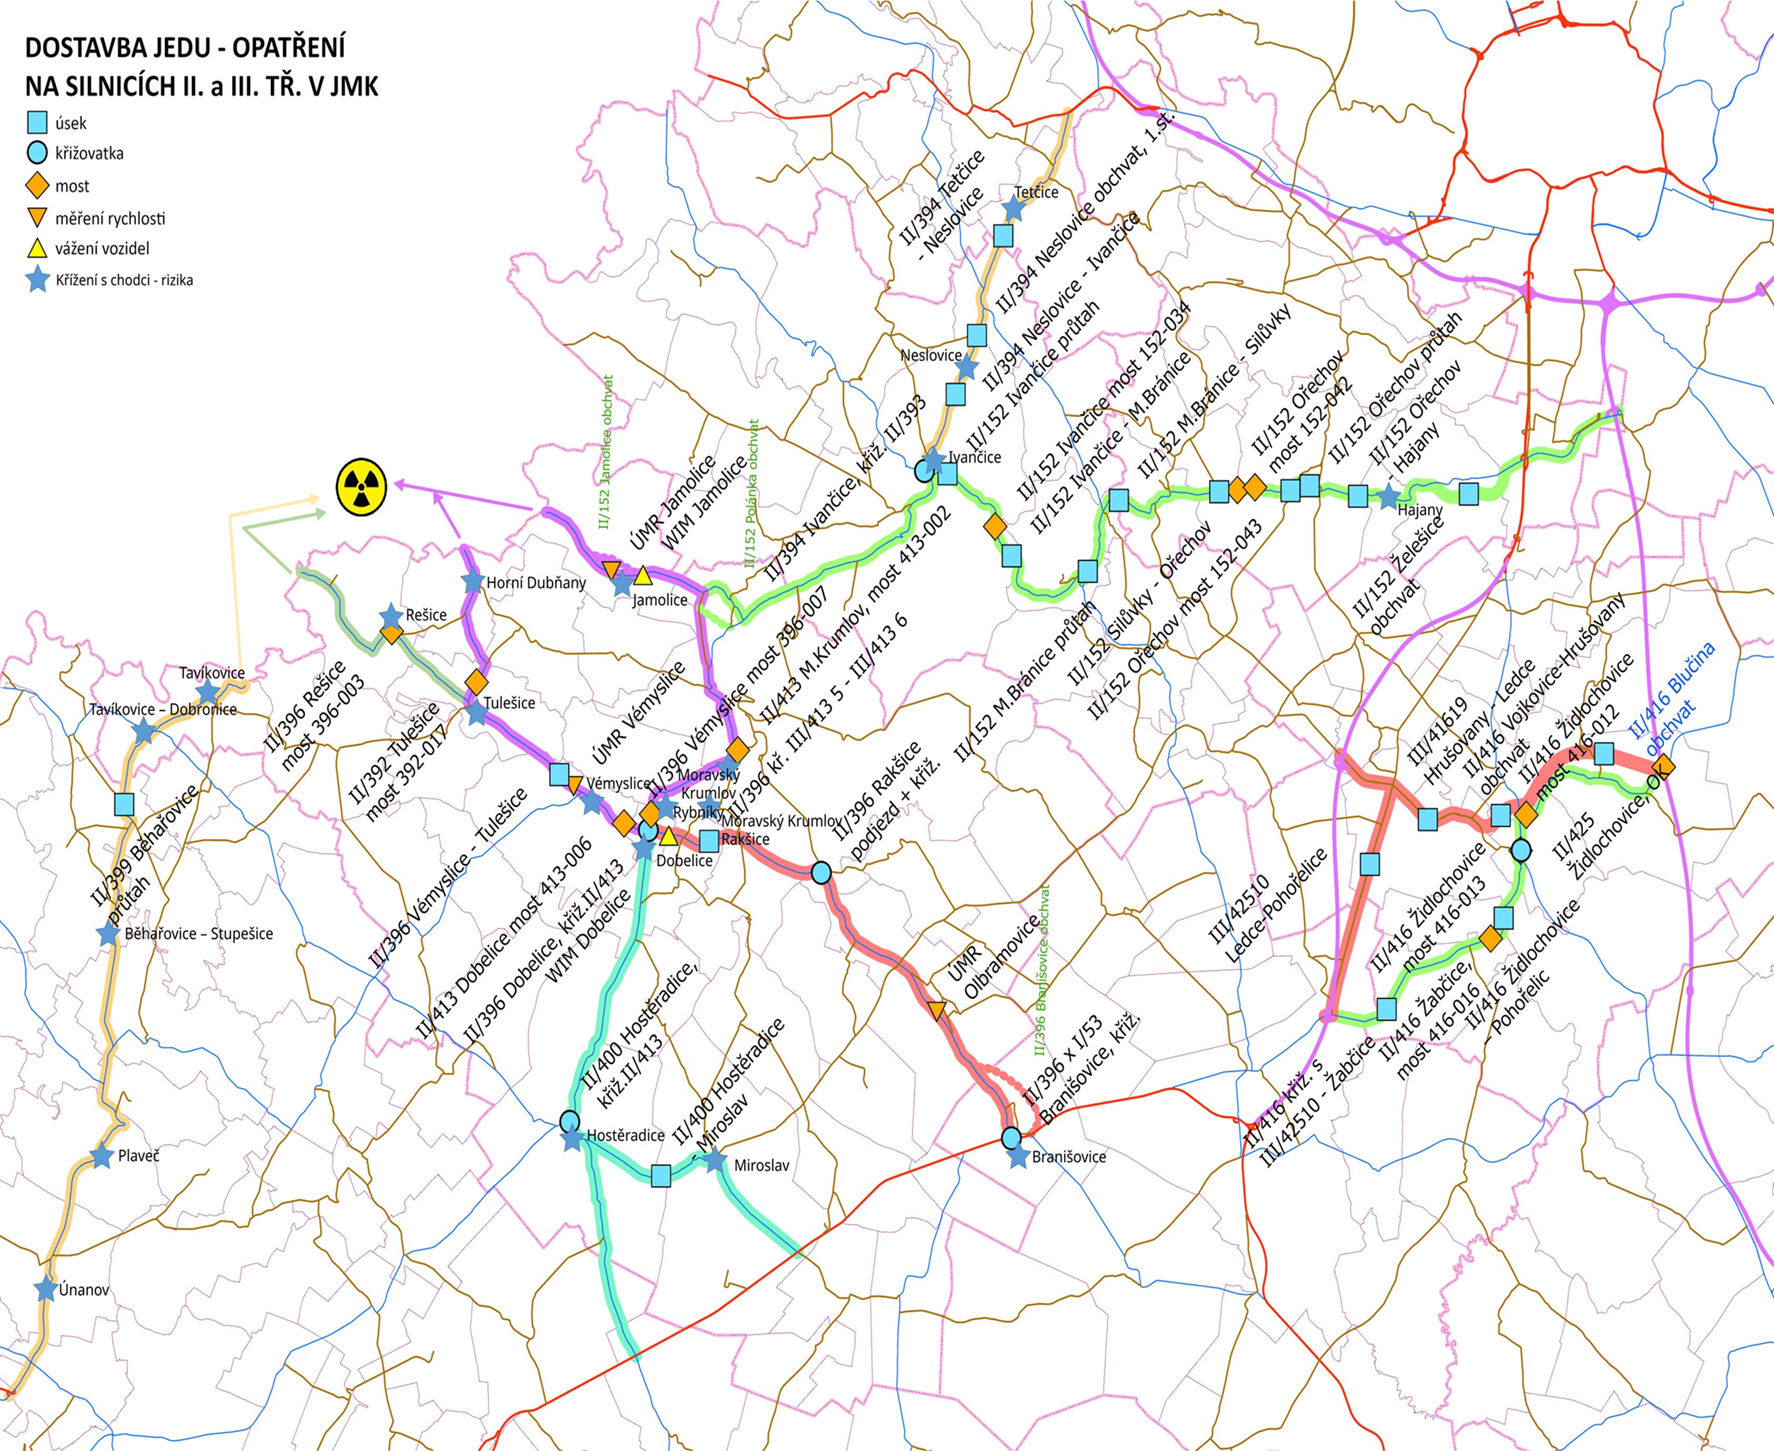 DOSTAVBA JEDU - OPATŘENÍ
NA SILNICÍCH II. a III. TŘ. V JMK
úsek
křižovatka
most
měření rychlosti
vážení vozidel
Křížení s chodci - rizika
II/394 Tetčice
- Neslovice
Tetčice
II/394 Neslovice obchvat, 1.st.
II/394 Neslovice - Ivančice
Neslovice
II/152 Ivančice průtah
Ivančice
II/394 Ivančice, křiž. II/393
II/152 Ivančice most 152-034
II/152 Ivančice - M.Bránice
II/152 M.Bránice - Silůvky
II/152 Ořechov
most 152-042
II/152 Ořechov průtah
II/152 Ořechov
- Hajany
Hajany
II/152 Želešice
obchvat
II/152 Jamolice obchvat
II/152 Polánka obchvat
ÚMR Jamolice
WIM Jamolice
Jamolice
Horní Dubňany
Rešice
II/396 Rešice
most 396-003
Tavíkovice
Tavíkovice – Dobronice
Tulešice
II/392 Tulešice
most 392-017
ÚMR Vémyslice
Vémyslice
II/396 Vémyslice most 396-007
II/413 M.Krumlov, most 413-002
II/396 kř. III/413 5 - III/413 6
II/152 M.Bránice průtah
II/152 Silůvky - Ořechov
II/152 Ořechov most 152-043
Moravský
Krumlov
Rybníky
Moravský Krumlov
Rakšice
Dobelice
II/396 Rakšice
podjezd + křiž.
II/399 Běhařovice
průtah
Běhařovice – Stupešice
II/396 Vémyslice - Tulešice
II/413 Dobelice most 413-006
II/396 Dobelice, křiž.II/413
WIM Dobelice
II/400 Hostěradice,
křiž.II/413
Hostěradice
II/400 Hostěradice
- Miroslav
Miroslav
ÚMR
Olbramovice
II/396 Branišovice obchvat
II/396 x I/53
Branišovice, křiž.
Branišovice
Plaveč
Únanov
III/41619
Hrušovany - Ledce
II/416 Vojkovice-Hrušovany
obchvat
II/416 Židlochovice
most 416-012
II/416 Blučina
obchvat
II/425
Židlochovice, OK
III/42510
Ledce-Pohořelice
II/416 Židlochovice
most 416-013
II/416 Žabčice,
most 416-016
II/416 Židlochovice
- Pohořelic
II/416 křiž. s
III/42510 - Žabčice